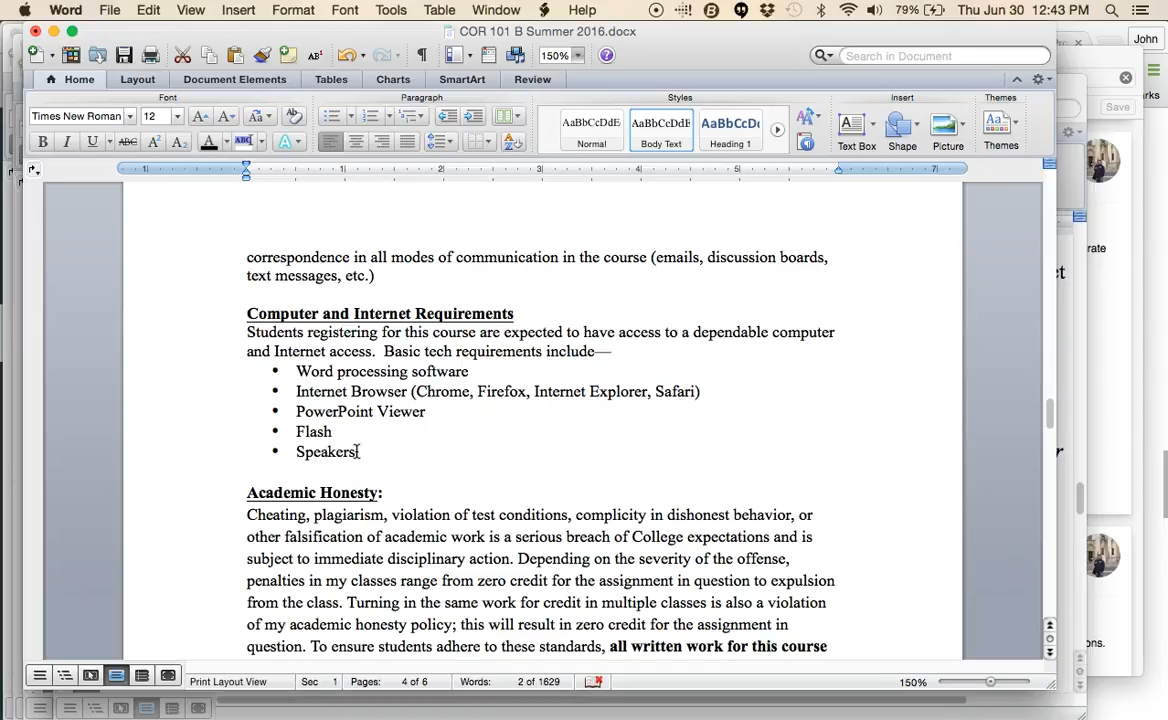 Word File Edit View Insert Format Font Tools Table Window Help 79% Thu Jun 30 12:43 PM
COR 101 B Summer 2016.docx
John
150% Search in Document
Home Layout Document Elements Tables Charts SmartArt Review
Font Paragraph Styles Insert Themes
Times New Roman 12
AaBbCcDdE AaBbCcDdE AaBbCcDc
Normal Body Text Heading 1 Text Box Shape Picture Themes
Save
correspondence in all modes of communication in the course (emails, discussion boards,
text messages, etc.)
Computer and Internet Requirements
Students registering for this course are expected to have access to a dependable computer
and Internet access. Basic tech requirements include—
• Word processing software
• Internet Browser (Chrome, Firefox, Internet Explorer, Safari)
• PowerPoint Viewer
• Flash
• Speakers
Academic Honesty:
Cheating, plagiarism, violation of test conditions, complicity in dishonest behavior, or
other falsification of academic work is a serious breach of College expectations and is
subject to immediate disciplinary action. Depending on the severity of the offense,
penalties in my classes range from zero credit for the assignment in question to expulsion
from the class. Turning in the same work for credit in multiple classes is also a violation
of my academic honesty policy; this will result in zero credit for the assignment in
question. To ensure students adhere to these standards, all written work for this course
Print Layout View Sec 1 Pages: 4 of 6 Words: 2 of 1629 150%